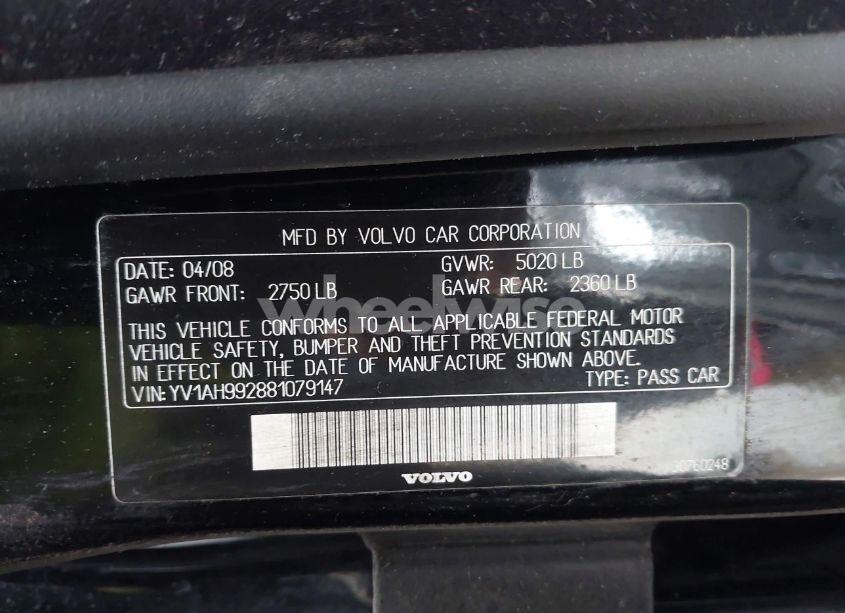 MFD BY VOLVO CAR CORPORATION
DATE: 04/08 GVWR: 5020 LB
GAWR FRONT: 2750 LB GAWR REAR: 2360 LB
wheelwise
THIS VEHICLE CONFORMS TO ALL APPLICABLE FEDERAL MOTOR
VEHICLE SAFETY, BUMPER AND THEFT PREVENTION STANDARDS
IN EFFECT ON THE DATE OF MANUFACTURE SHOWN ABOVE.
VIN: YV1AH992881079147 TYPE: PASS CAR
VOLVO